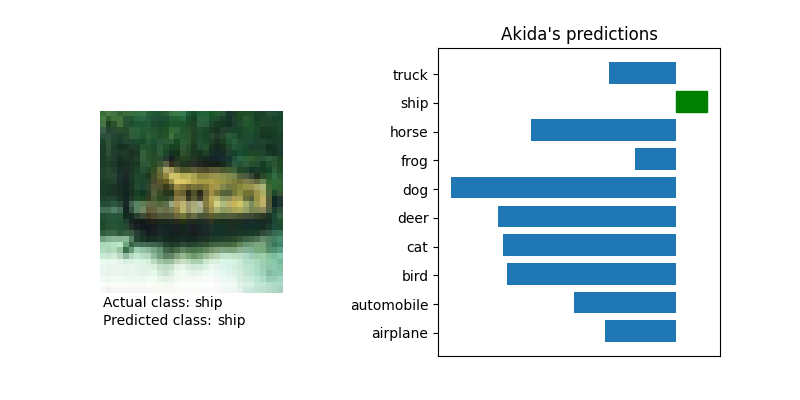 Akida's predictions
truck
ship
horse
frog
dog
deer
cat
bird
automobile
airplane
Actual class: ship
Predicted class: ship